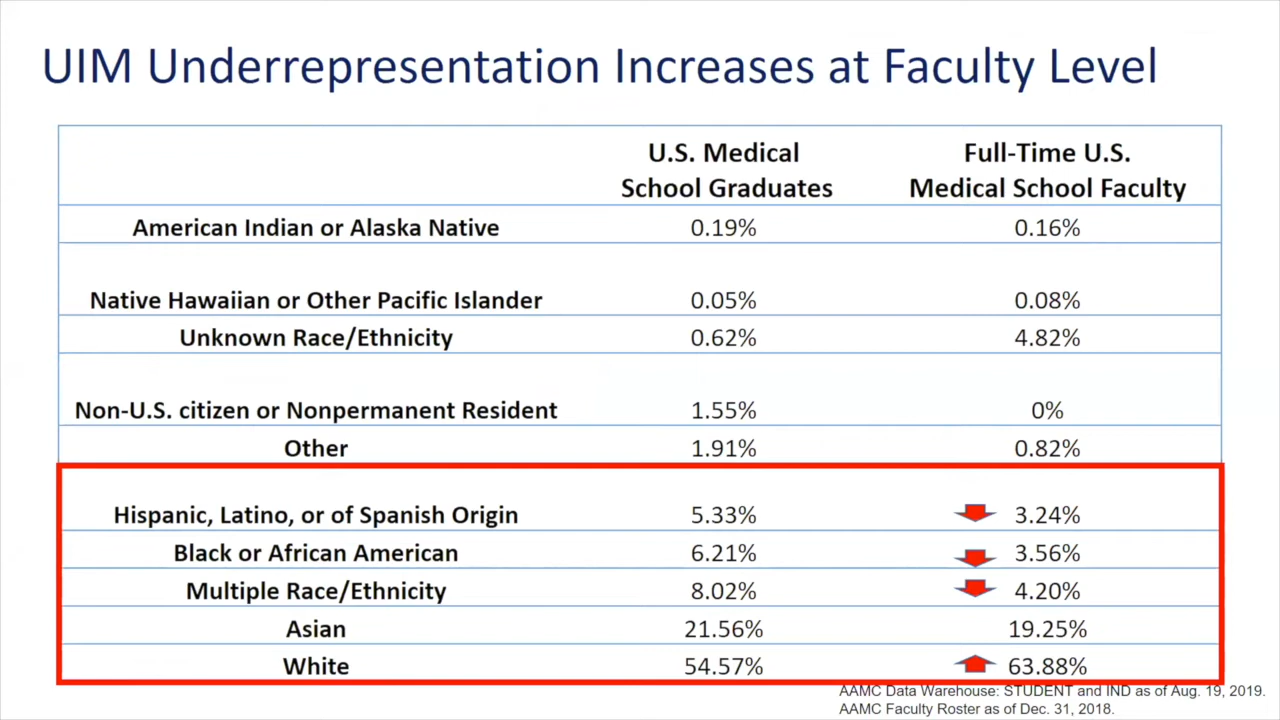 UIM Underrepresentation Increases at Faculty Level
U.S. Medical School Graduates
Full-Time U.S. Medical School Faculty
American Indian or Alaska Native 0.19% 0.16%
Native Hawaiian or Other Pacific Islander 0.05% 0.08%
Unknown Race/Ethnicity 0.62% 4.82%
Non-U.S. citizen or Nonpermanent Resident 1.55% 0%
Other 1.91% 0.82%
Hispanic, Latino, or of Spanish Origin 5.33% 3.24%
Black or African American 6.21% 3.56%
Multiple Race/Ethnicity 8.02% 4.20%
Asian 21.56% 19.25%
White 54.57% 63.88%
AAMC Data Warehouse: STUDENT and IND as of Aug. 19, 2019.
AAMC Faculty Roster as of Dec. 31, 2018.